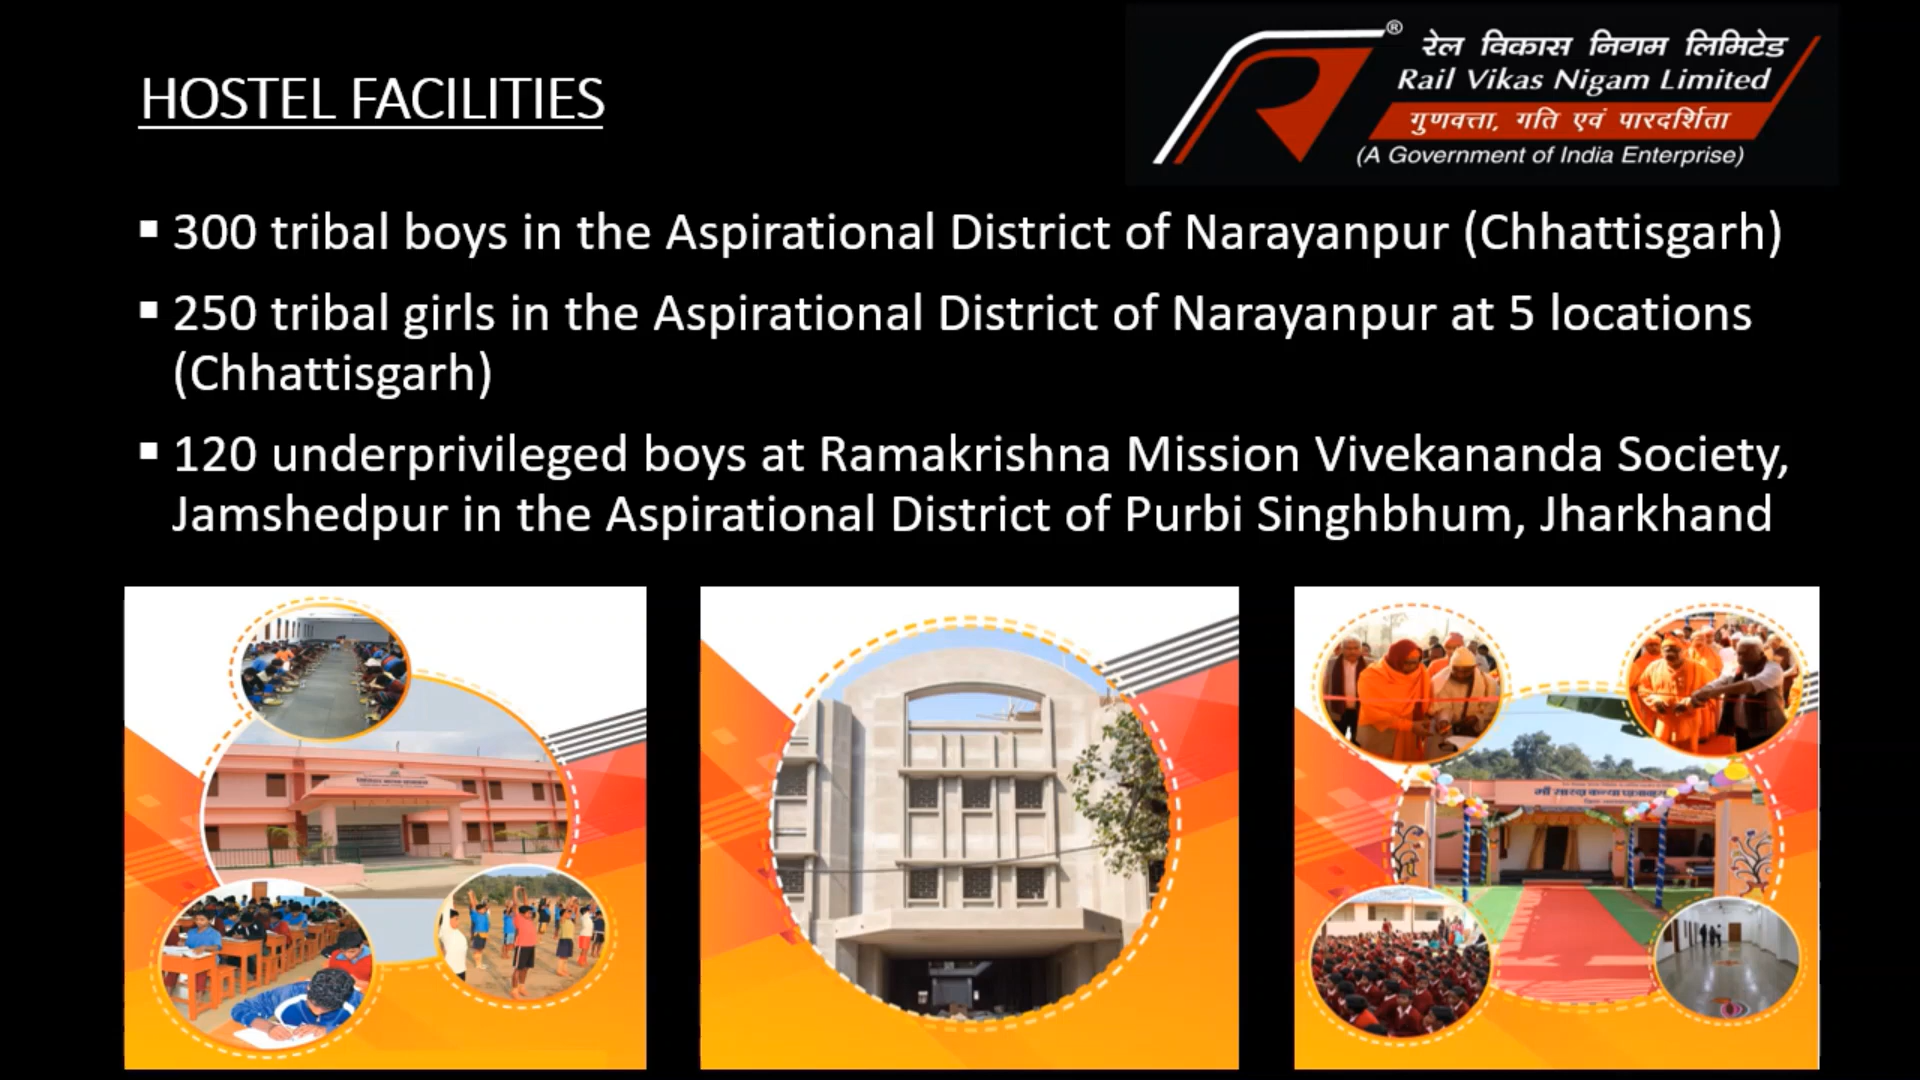 HOSTEL FACILITIES
रेल विकास निगम लिमिटेड
Rail Vikas Nigam Limited
गुणवत्ता, गति एवं पारदर्शिता
(A Government of India Enterprise)
▪ 300 tribal boys in the Aspirational District of Narayanpur (Chhattisgarh)
▪ 250 tribal girls in the Aspirational District of Narayanpur at 5 locations
(Chhattisgarh)
▪ 120 underprivileged boys at Ramakrishna Mission Vivekananda Society,
Jamshedpur in the Aspirational District of Purbi Singhbhum, Jharkhand
माँ सारदा कन्या